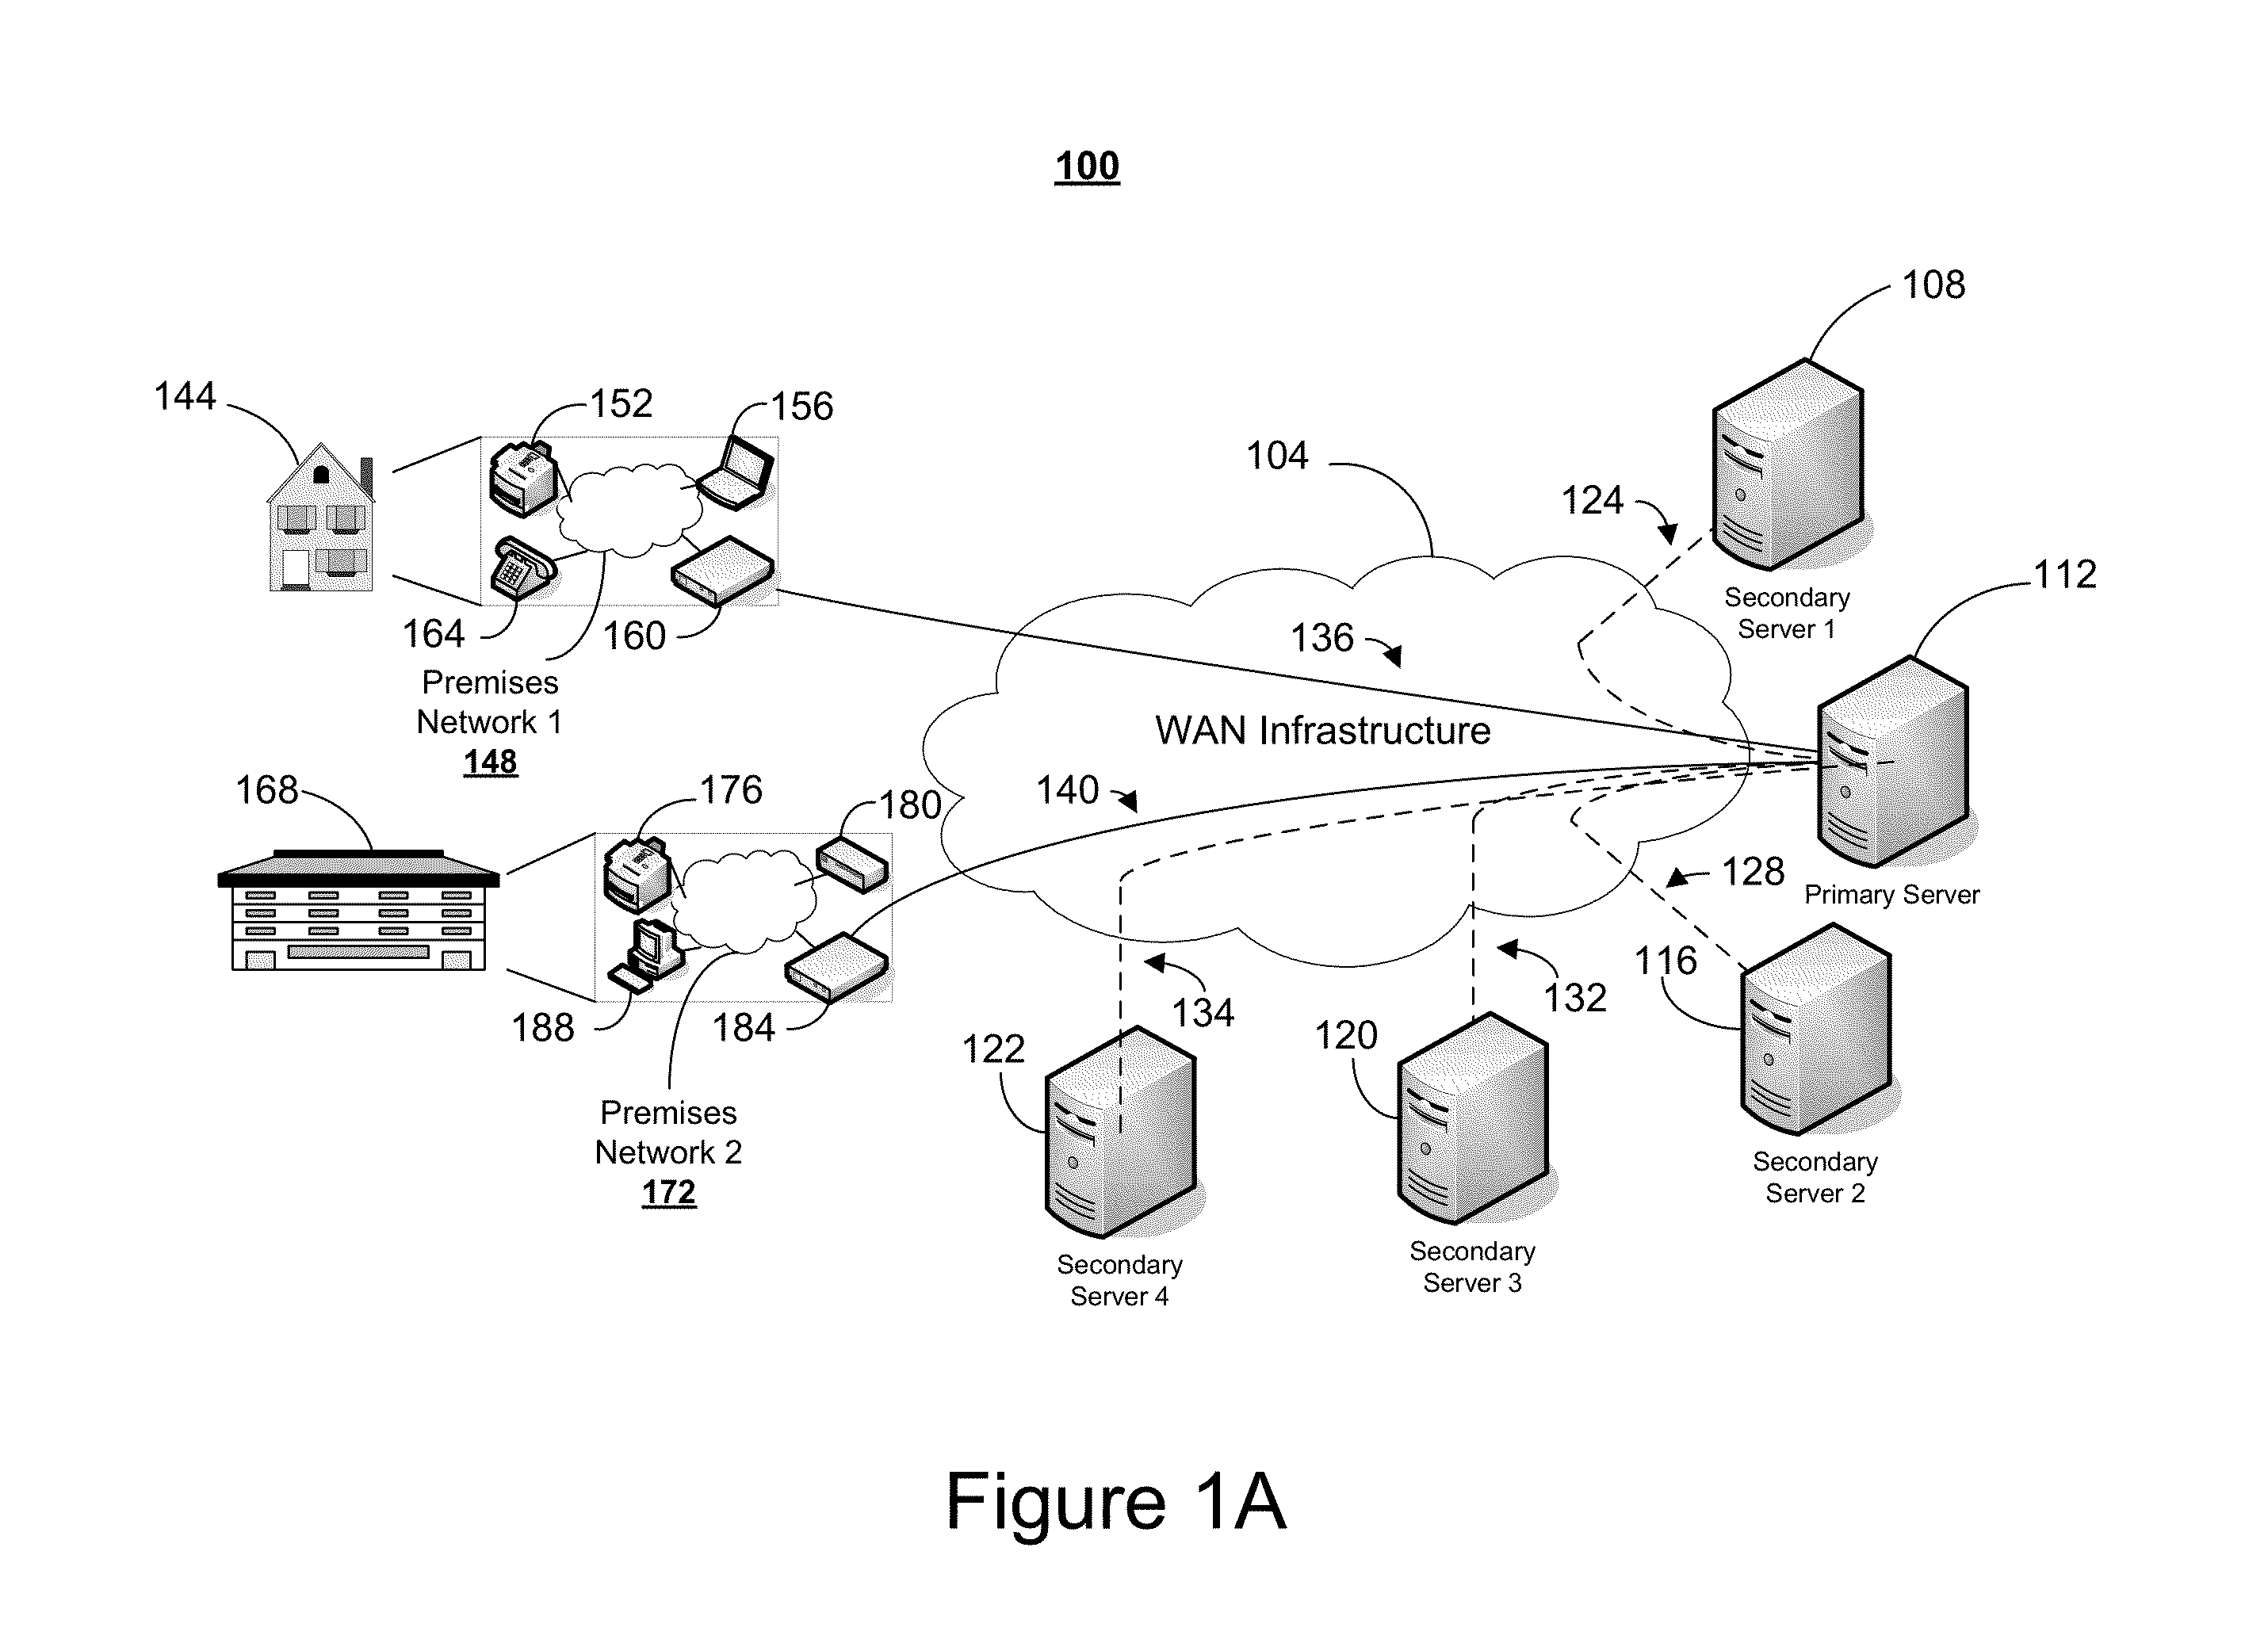 100
108
144
152
156
104
124
112
Secondary
Server 1
164
160
136
Premises
Network 1
148
WAN Infrastructure
168
176
180
140
128
Primary Server
116
188
184
134
132
122
120
Premises
Network 2
172
Secondary
Server 2
Secondary
Server 3
Secondary
Server 4
Figure 1A